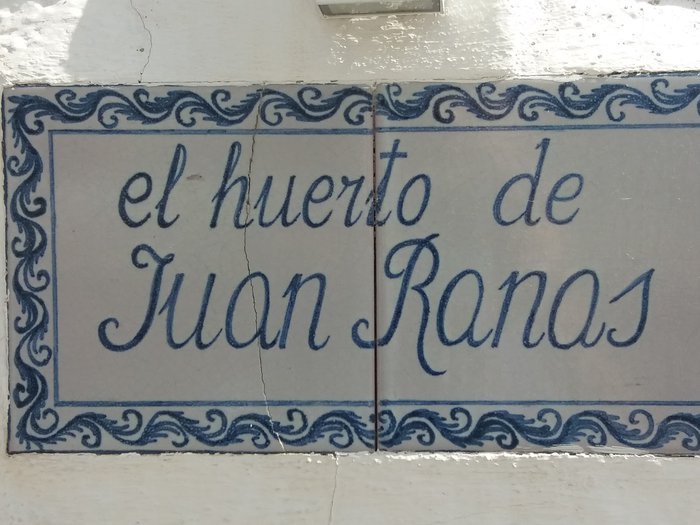 el huerto de
Juan Ranas